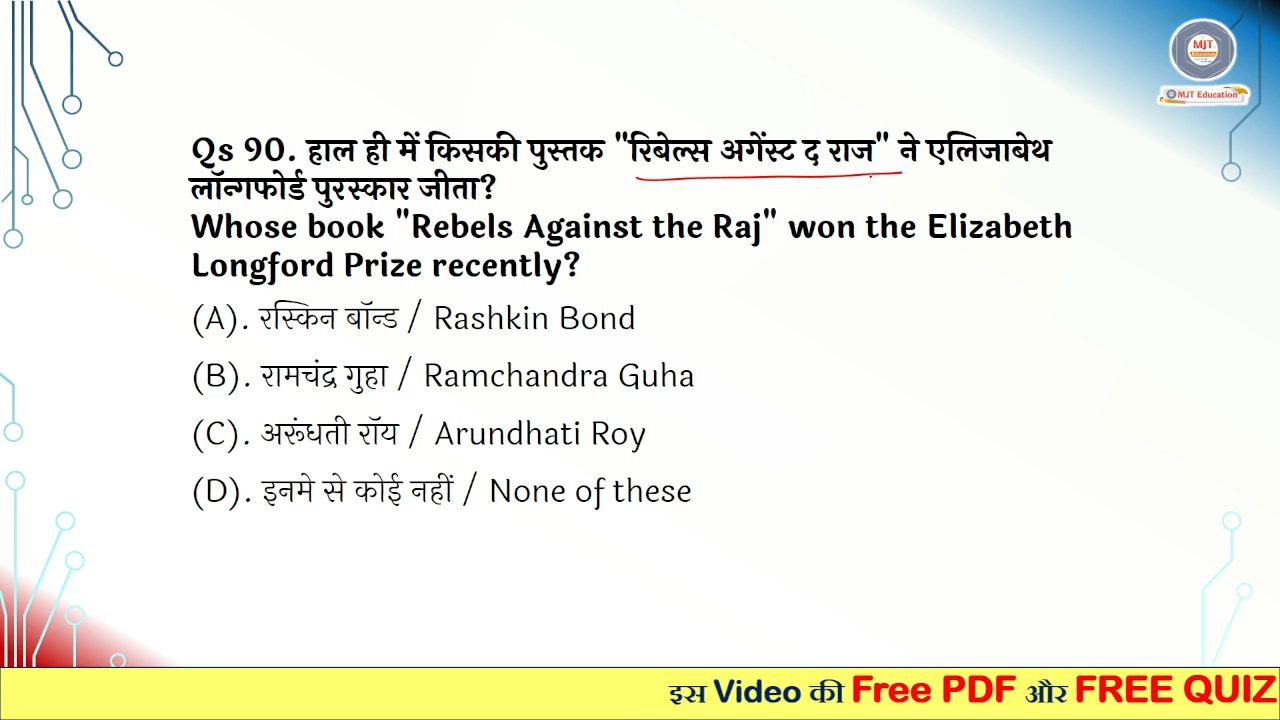 MJT
Education
MJT Education
Qs 90. हाल ही में किसकी पुस्तक "रिबेल्स अगेंस्ट द राज" ने एलिजाबेथ
लॉन्गफोर्ड पुरस्कार जीता?
Whose book "Rebels Against the Raj" won the Elizabeth
Longford Prize recently?
(A). रस्किन बॉन्ड / Rashkin Bond
(B). रामचंद्र गुहा / Ramchandra Guha
(C). अरूंधती रॉय / Arundhati Roy
(D). इनमे से कोई नहीं / None of these
इस Video की Free PDF और FREE QUIZ